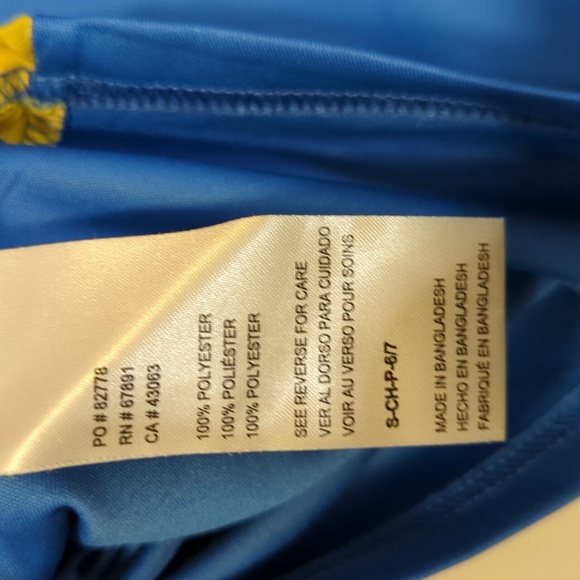 PO # 82778
RN # 67891
CA # 43063
100% POLYESTER
100% POLIÉSTER
100% POLYESTER
SEE REVERSE FOR CARE
VER AL DORSO PARA CUIDADO
VOIR AU VERSO POUR SOINS
S-CH-P-6/7
MADE IN BANGLADESH
HECHO EN BANGLADESH
FABRIQUÉ EN BANGLADESH